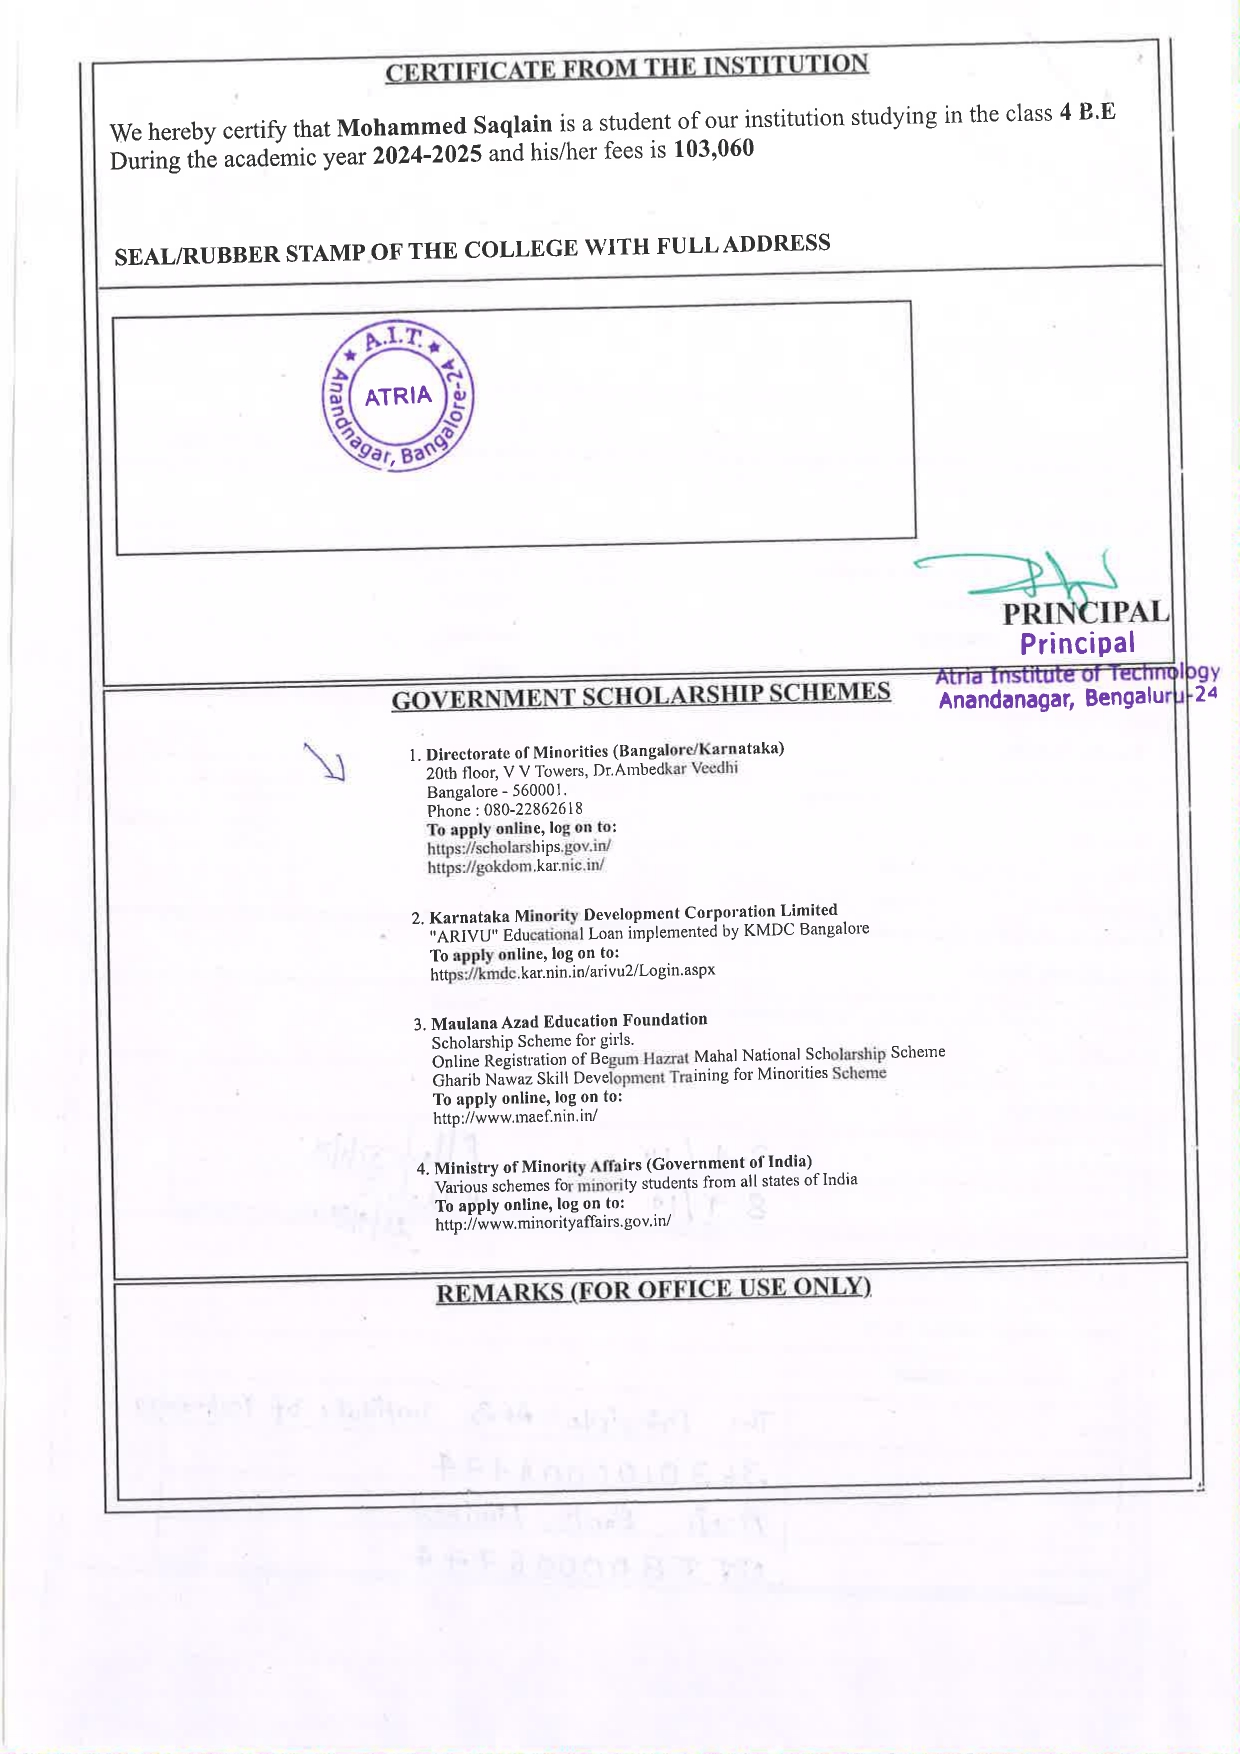 CERTIFICATE FROM THE INSTITUTION
We hereby certify that Mohammed Saqlain is a student of our institution studying in the class 4 B.E
During the academic year 2024-2025 and his/her fees is 103,060
SEAL/RUBBER STAMP OF THE COLLEGE WITH FULL ADDRESS
★ A.I.T. ★
ATRIA
Anandnagar, Bangalore-24
PRINCIPAL
Principal
Atria Institute of Technology
Anandanagar, Bengaluru-24
GOVERNMENT SCHOLARSHIP SCHEMES
1. Directorate of Minorities (Bangalore/Karnataka)
20th floor, V V Towers, Dr.Ambedkar Veedhi
Bangalore - 560001.
Phone : 080-22862618
To apply online, log on to:
https://scholarships.gov.in/
https://gokdom.kar.nic.in/
2. Karnataka Minority Development Corporation Limited
"ARIVU" Educational Loan implemented by KMDC Bangalore
To apply online, log on to:
https://kmdc.kar.nin.in/arivu2/Login.aspx
3. Maulana Azad Education Foundation
Scholarship Scheme for girls.
Online Registration of Begum Hazrat Mahal National Scholarship Scheme
Gharib Nawaz Skill Development Training for Minorities Scheme
To apply online, log on to:
http://www.maef.nin.in/
4. Ministry of Minority Affairs (Government of India)
Various schemes for minority students from all states of India
To apply online, log on to:
http://www.minorityaffairs.gov.in/
REMARKS (FOR OFFICE USE ONLY)